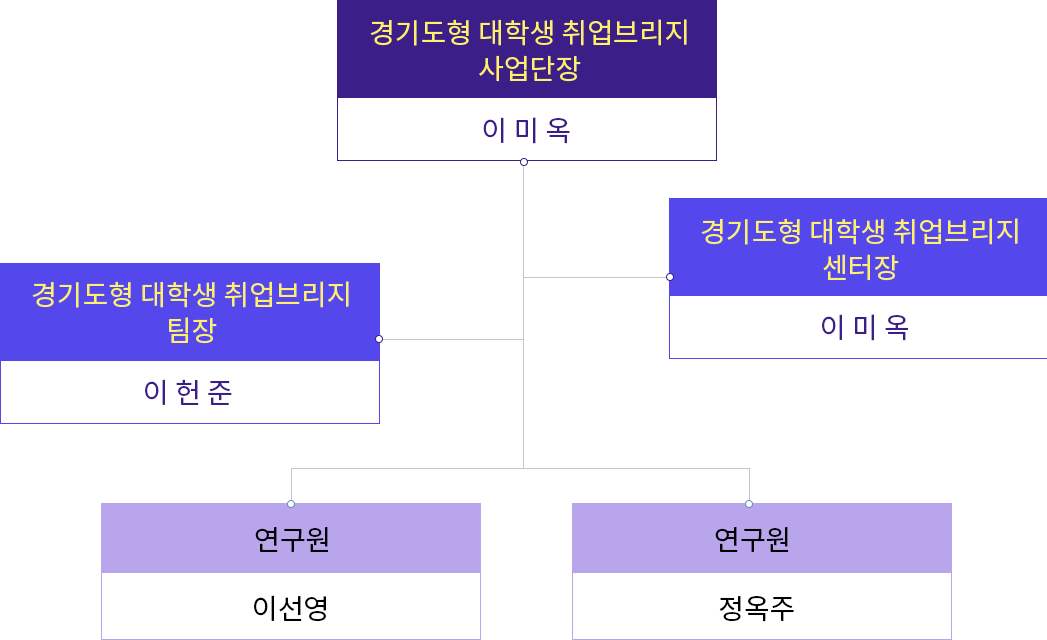 경기도형 대학생 취업브리지
사업단장
이 미 옥
경기도형 대학생 취업브리지
센터장
이 미 옥
경기도형 대학생 취업브리지
팀장
이 헌 준
연구원
이선영
연구원
정옥주